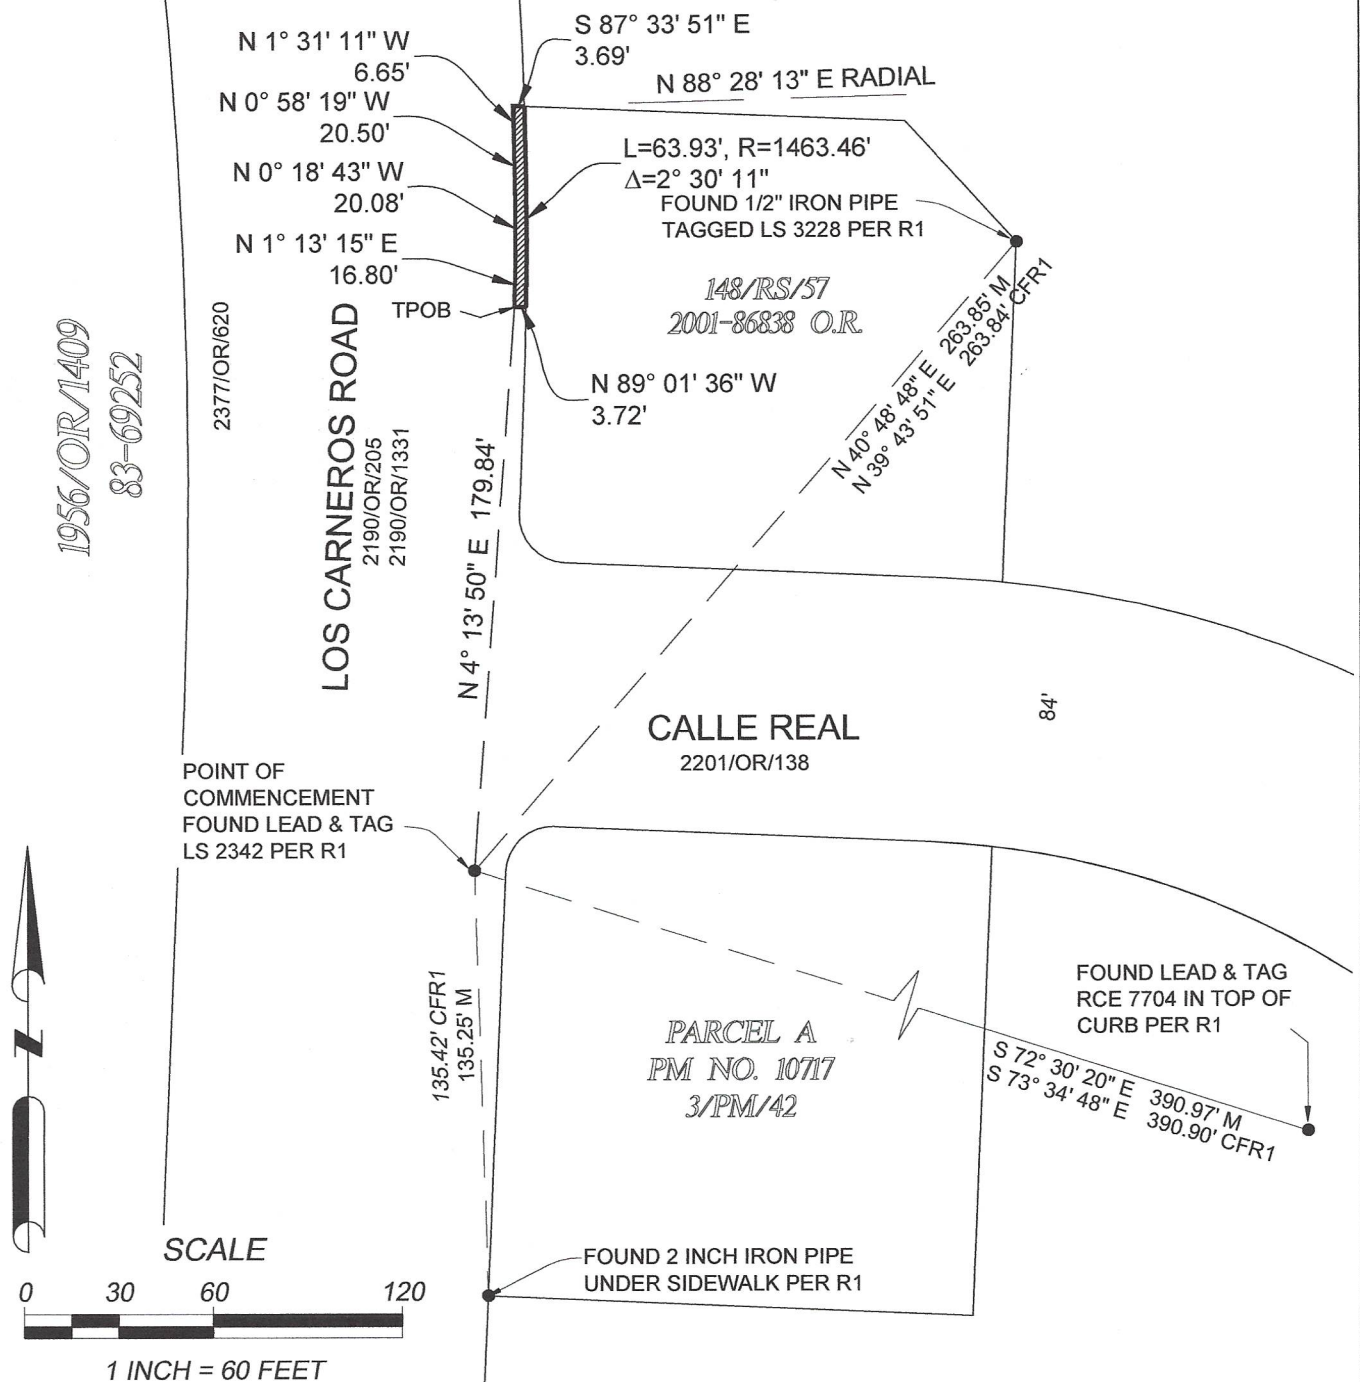 N 1° 31' 11" W
6.65'
S 87° 33' 51" E
3.69'
N 88° 28' 13" E RADIAL
N 0° 58' 19" W
20.50'
L=63.93', R=1463.46'
Δ=2° 30' 11"
N 0° 18' 43" W
20.08'
FOUND 1/2" IRON PIPE
TAGGED LS 3228 PER R1
N 1° 13' 15" E
16.80'
148/RS/57
2001-86838 O.R.
TPOB
N 89° 01' 36" W
3.72'
N 40° 48' 48" E 263.85' M
N 39° 43' 51" E 263.84' CFR1
1956/OR/1409
83-69252
2377/OR/620
LOS CARNEROS ROAD
2190/OR/205
2190/OR/1331
N 4° 13' 50" E 179.84'
CALLE REAL
2201/OR/138
84'
POINT OF
COMMENCEMENT
FOUND LEAD & TAG
LS 2342 PER R1
135.42' CFR1
135.25' M
PARCEL A
PM NO. 10717
3/PM/42
FOUND LEAD & TAG
RCE 7704 IN TOP OF
CURB PER R1
S 72° 30' 20" E 390.97' M
S 73° 34' 48" E 390.90' CFR1
FOUND 2 INCH IRON PIPE
UNDER SIDEWALK PER R1
N
SCALE
0 30 60 120
1 INCH = 60 FEET